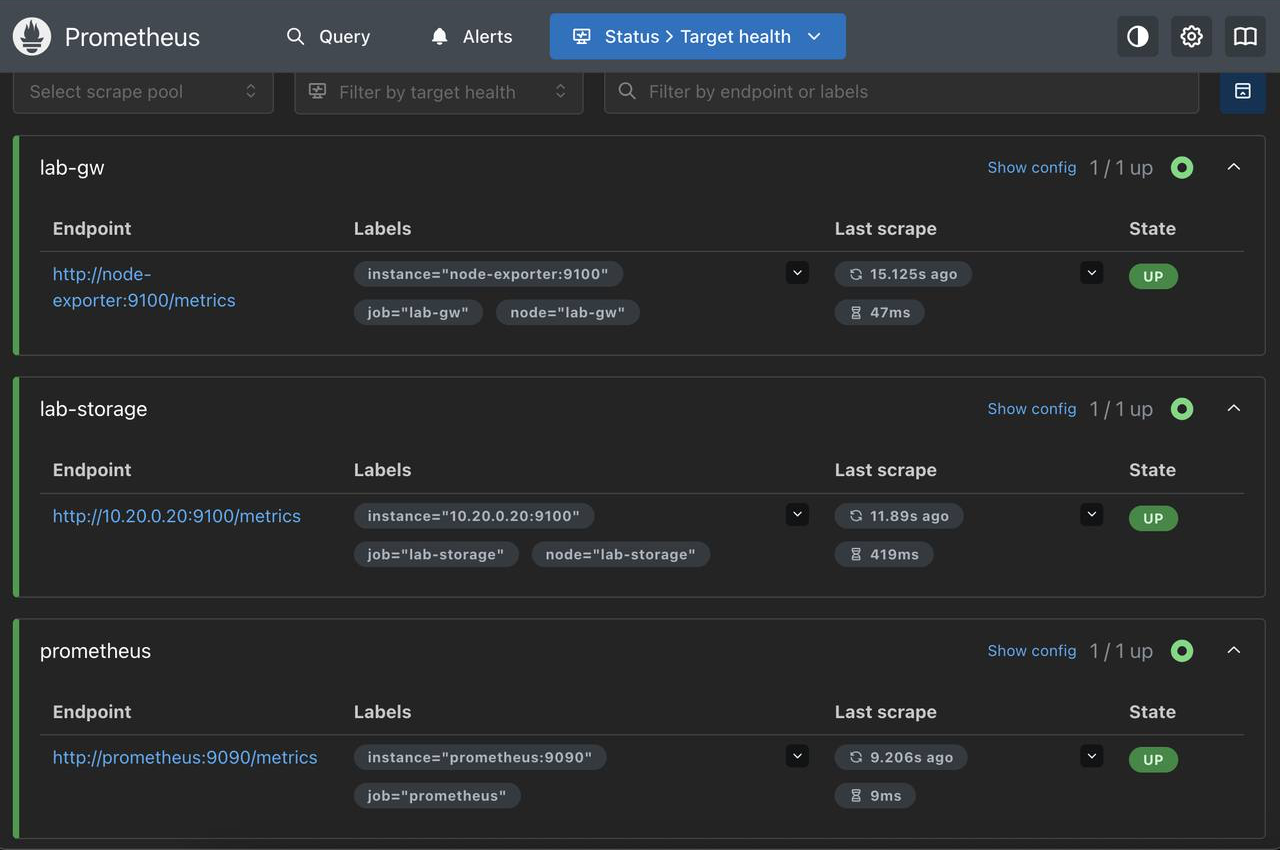 Prometheus Query Alerts Status > Target health
Select scrape pool Filter by target health Filter by endpoint or labels
lab-gw Show config 1 / 1 up
Endpoint Labels Last scrape State
http://node-
exporter:9100/metrics
instance="node-exporter:9100" 15.125s ago UP
job="lab-gw" node="lab-gw" 47ms
lab-storage Show config 1 / 1 up
Endpoint Labels Last scrape State
http://10.20.0.20:9100/metrics instance="10.20.0.20:9100" 11.89s ago UP
job="lab-storage" node="lab-storage" 419ms
prometheus Show config 1 / 1 up
Endpoint Labels Last scrape State
http://prometheus:9090/metrics instance="prometheus:9090" 9.206s ago UP
job="prometheus" 9ms